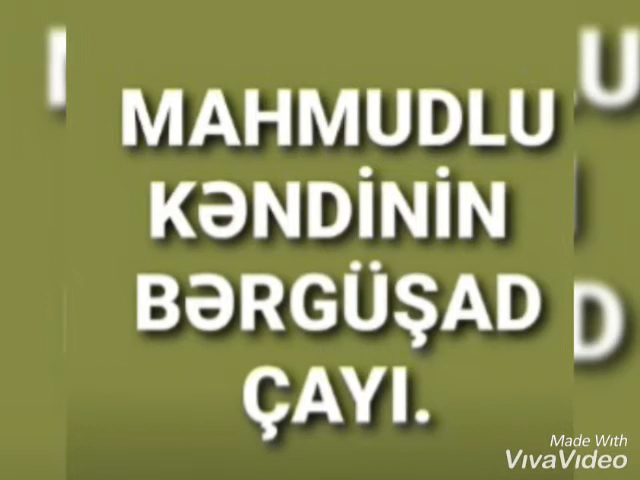 MAHMUDLU
KƏNDİNİN
BƏRGÜŞAD
ÇAYI.
Made With
VivaVideo